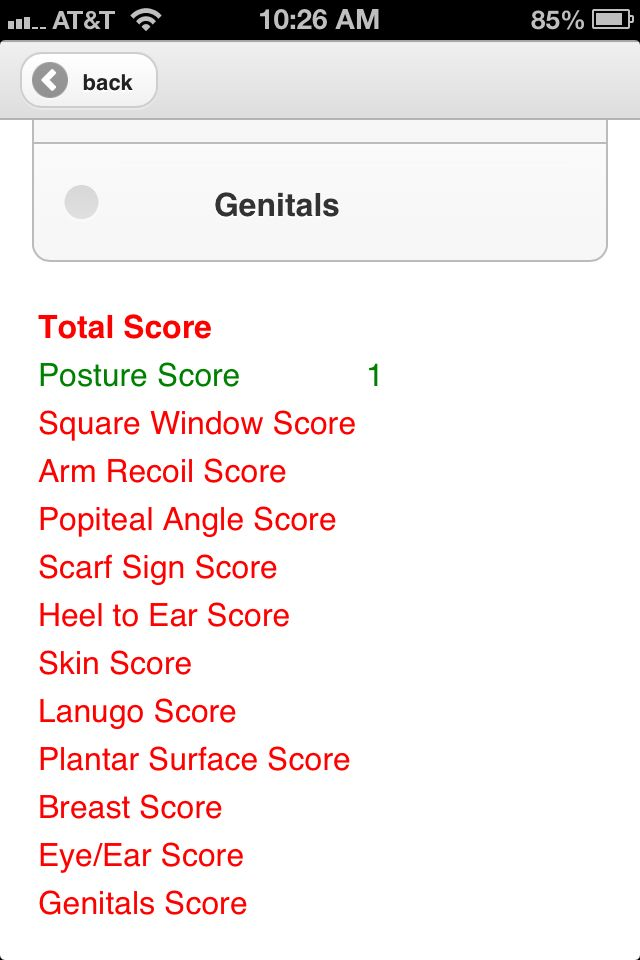 AT&T 10:26 AM 85%
back
Genitals
Total Score
Posture Score 1
Square Window Score
Arm Recoil Score
Popiteal Angle Score
Scarf Sign Score
Heel to Ear Score
Skin Score
Lanugo Score
Plantar Surface Score
Breast Score
Eye/Ear Score
Genitals Score